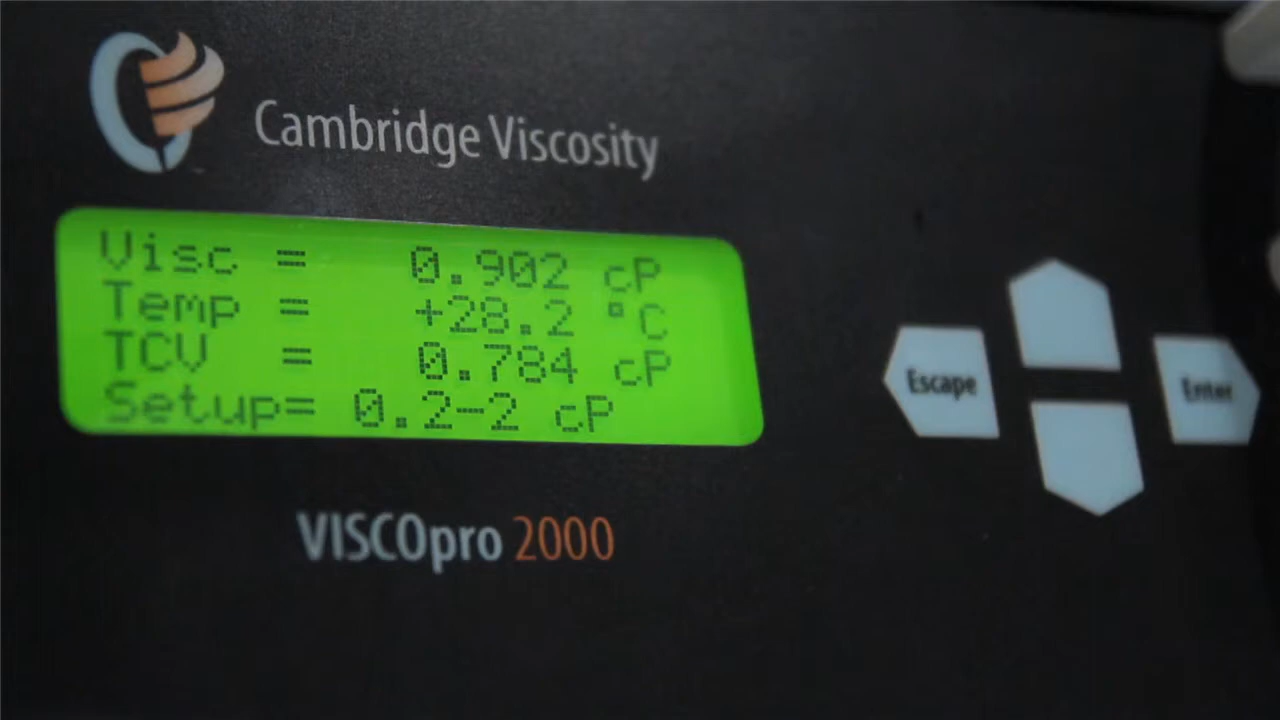 Cambridge Viscosity
Visc = 0.902 cP
Temp = +28.2 °C
TCV = 0.784 cP
Setup= 0.2-2 cP
Escape
Enter
VISCOpro 2000